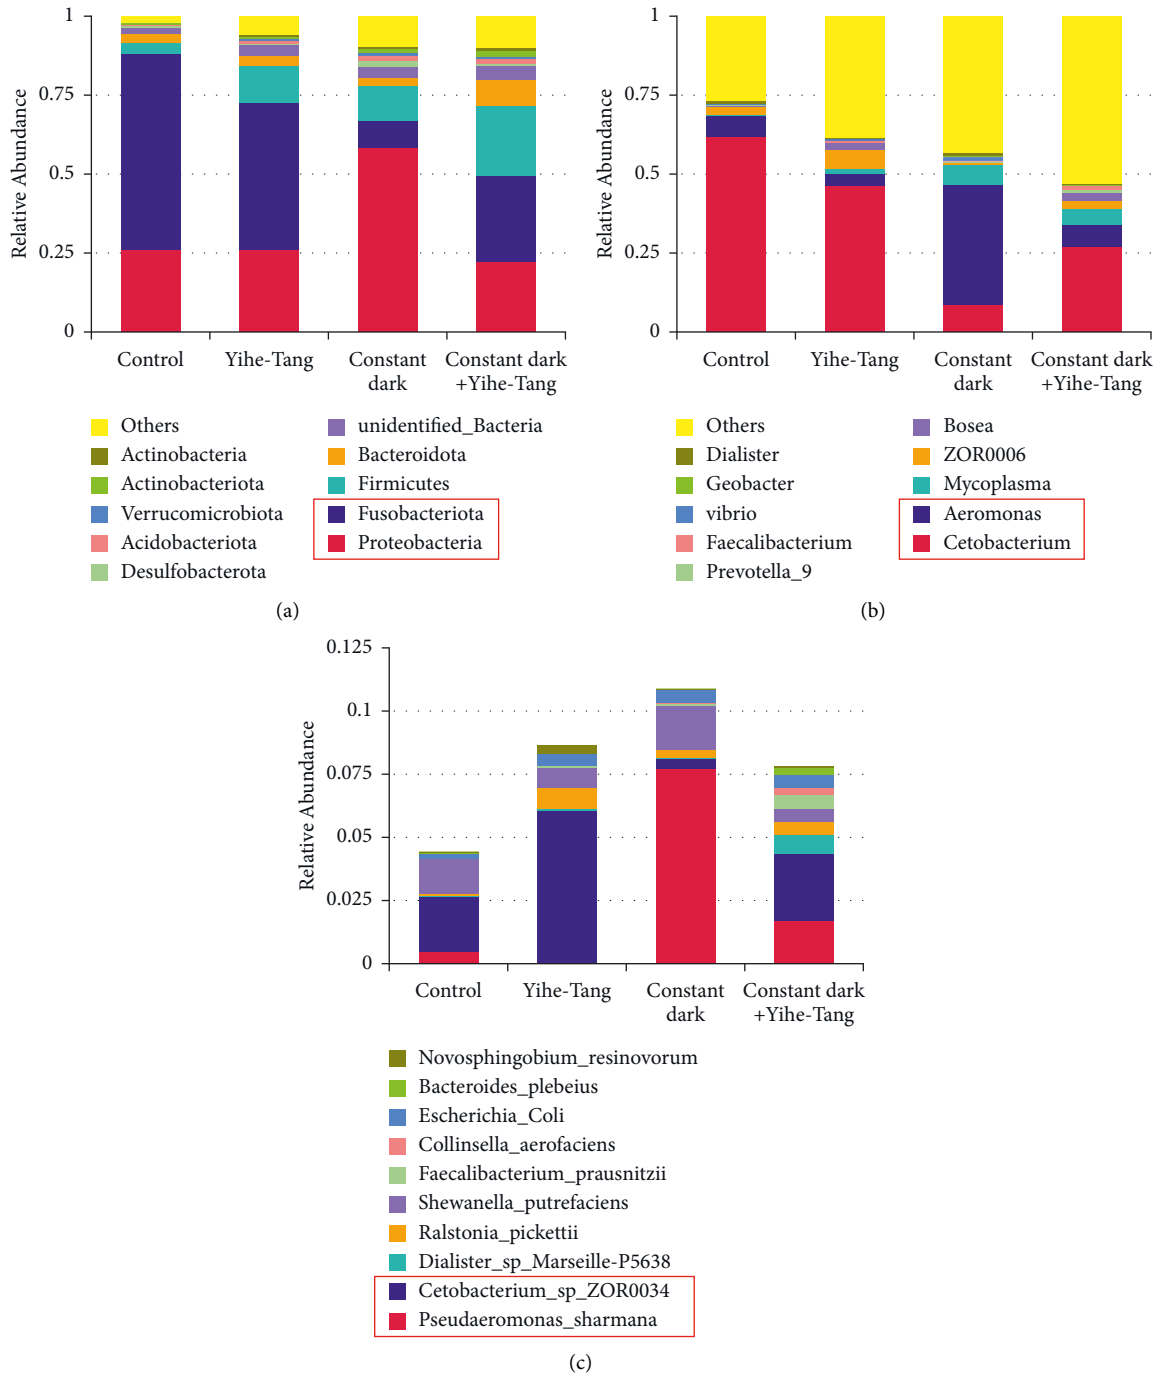 1
0.75
0.5
0.25
0
Relative Abundance
Control
Yihe-Tang
Constant
dark
Constant dark
+Yihe-Tang
Others
Actinobacteria
Actinobacteriota
Verrucomicrobiota
Acidobacteriota
Desulfobacterota
unidentified_Bacteria
Bacteroidota
Firmicutes
Fusobacteriota
Proteobacteria
(a)
1
0.75
0.5
0.25
0
Relative Abundance
Control
Yihe-Tang
Constant
dark
Constant dark
+Yihe-Tang
Others
Dialister
Geobacter
vibrio
Faecalibacterium
Prevotella_9
Bosea
ZOR0006
Mycoplasma
Aeromonas
Cetobacterium
(b)
0.125
0.1
0.075
0.05
0.025
0
Relative Abundance
Control
Yihe-Tang
Constant
dark
Constant dark
+Yihe-Tang
Novosphingobium_resinovorum
Bacteroides_plebeius
Escherichia_Coli
Collinsella_aerofaciens
Faecalibacterium_prausnitzii
Shewanella_putrefaciens
Ralstonia_pickettii
Dialister_sp_Marseille-P5638
Cetobacterium_sp_ZOR0034
Pseudaeromonas_sharmana
(c)